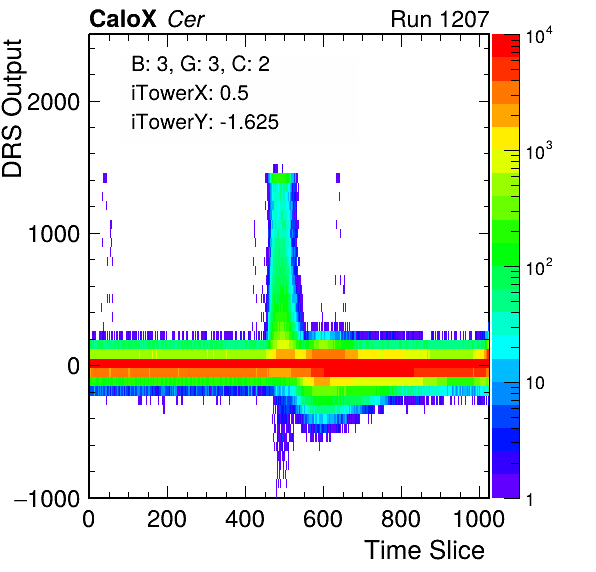 CaloX Cer Run 1207
B: 3, G: 3, C: 2
iTowerX: 0.5
iTowerY: -1.625
DRS Output
2000
1000
0
−1000
0 200 400 600 800 1000
Time Slice
10^4
10^3
10^2
10
1